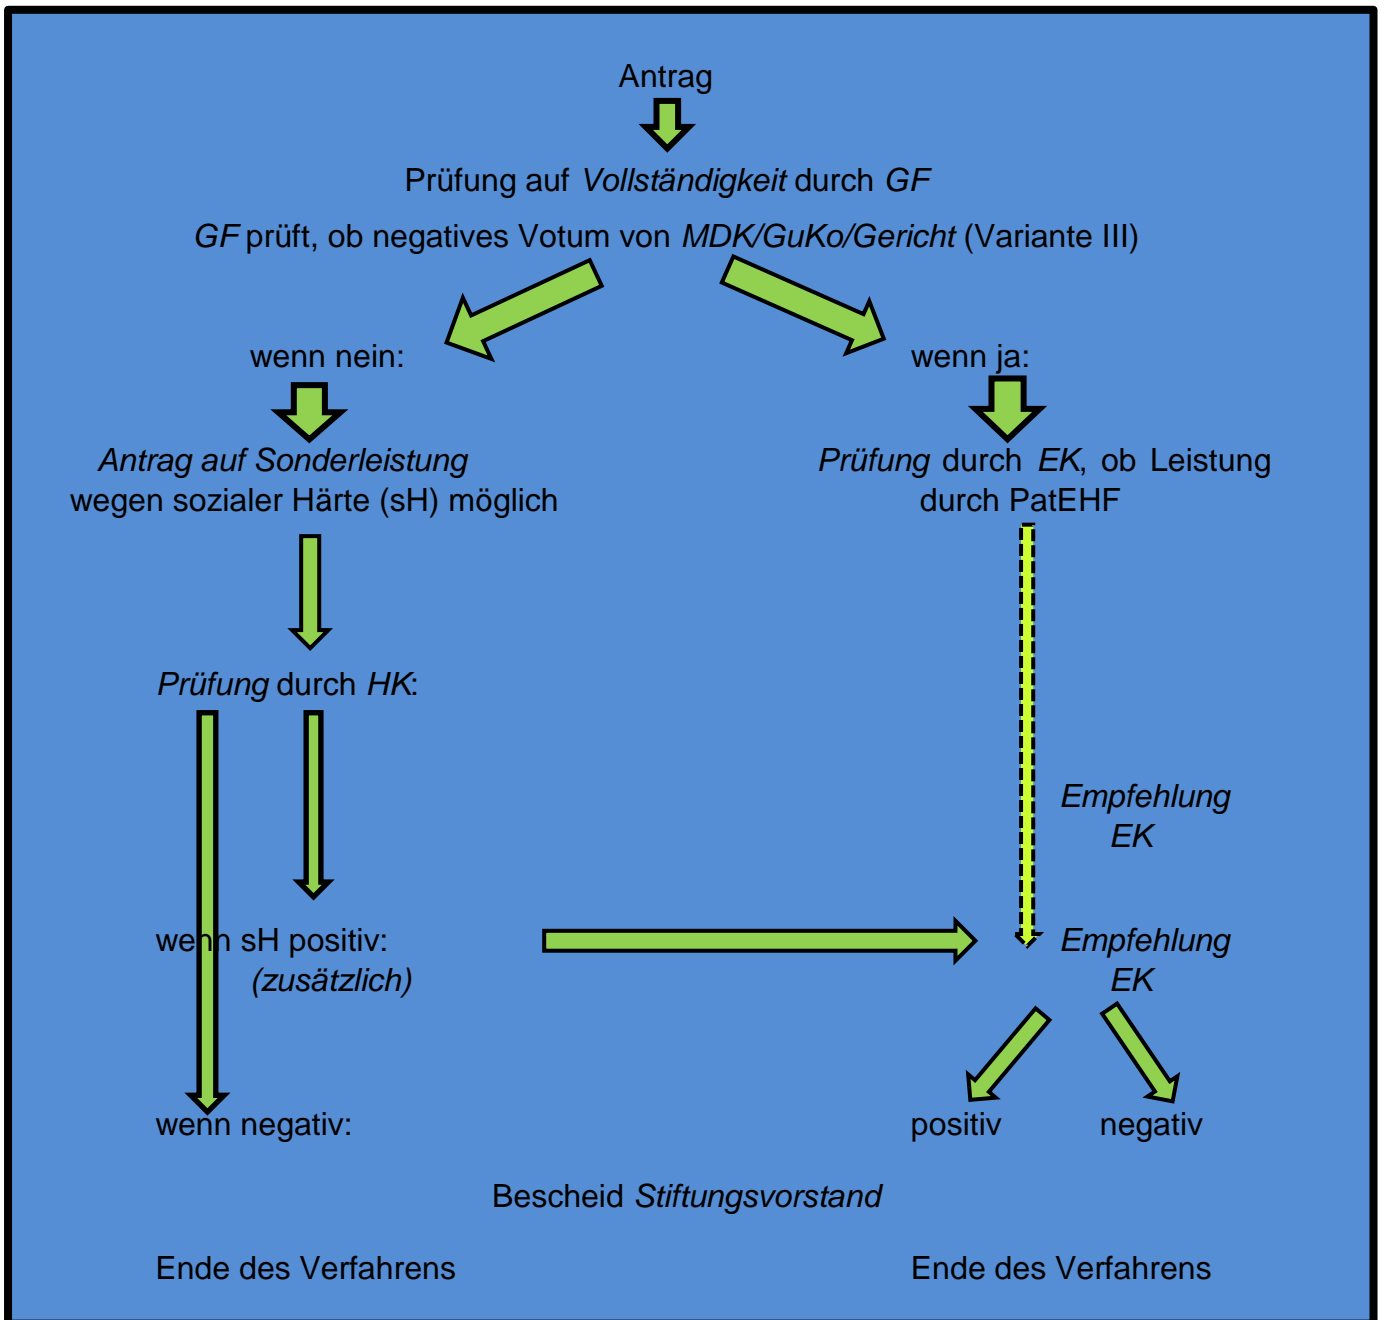 Antrag
Prüfung auf Vollständigkeit durch GF
GF prüft, ob negatives Votum von MDK/GuKo/Gericht (Variante III)
wenn nein:
wenn ja:
Antrag auf Sonderleistung
wegen sozialer Härte (sH) möglich
Prüfung durch EK, ob Leistung
durch PatEHF
Prüfung durch HK:
Empfehlung
EK
wenn sH positiv:
(zusätzlich)
Empfehlung
EK
wenn negativ:
positiv
negativ
Bescheid Stiftungsvorstand
Ende des Verfahrens
Ende des Verfahrens